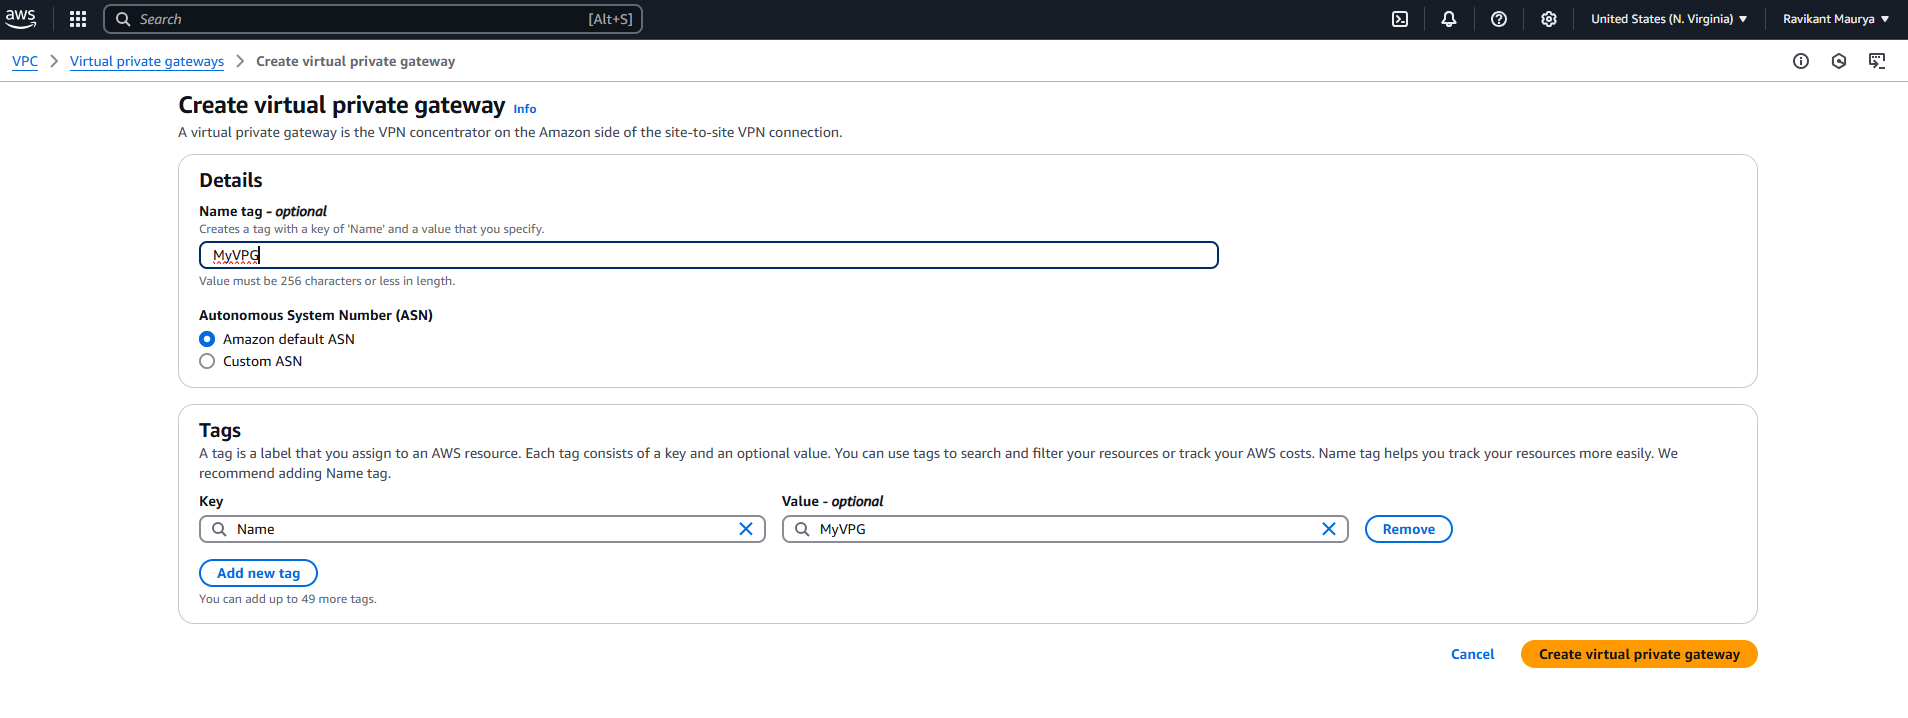 aws
Search [Alt+S]
United States (N. Virginia) Ravikant Maurya
VPC Virtual private gateways Create virtual private gateway
Create virtual private gateway Info
A virtual private gateway is the VPN concentrator on the Amazon side of the site-to-site VPN connection.
Details
Name tag - optional
Creates a tag with a key of 'Name' and a value that you specify.
MyVPG
Value must be 256 characters or less in length.
Autonomous System Number (ASN)
Amazon default ASN
Custom ASN
Tags
A tag is a label that you assign to an AWS resource. Each tag consists of a key and an optional value. You can use tags to search and filter your resources or track your AWS costs. Name tag helps you track your resources more easily. We
recommend adding Name tag.
Key Value - optional
Name MyVPG Remove
Add new tag
You can add up to 49 more tags.
Cancel Create virtual private gateway